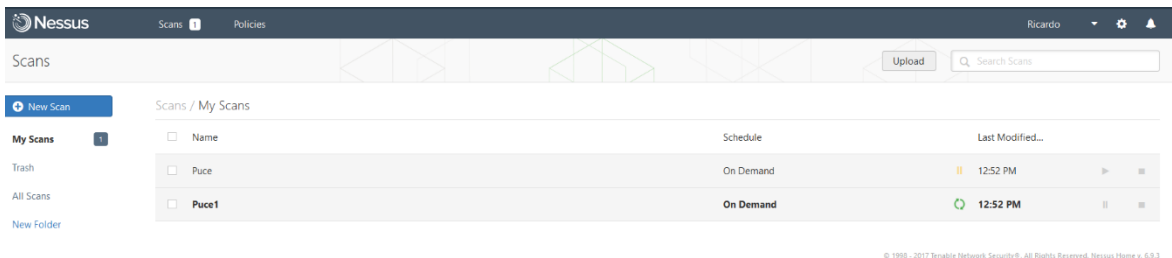 Nessus Scans 1 Policies Ricardo
Scans Upload Search Scans
New Scan Scans / My Scans
My Scans 1 Name Schedule Last Modified...
Trash Puce On Demand 12:52 PM
All Scans Puce1 On Demand 12:52 PM
New Folder
© 1998 - 2017 Tenable Network Security®. All Rights Reserved. Nessus Home v. 6.9.3